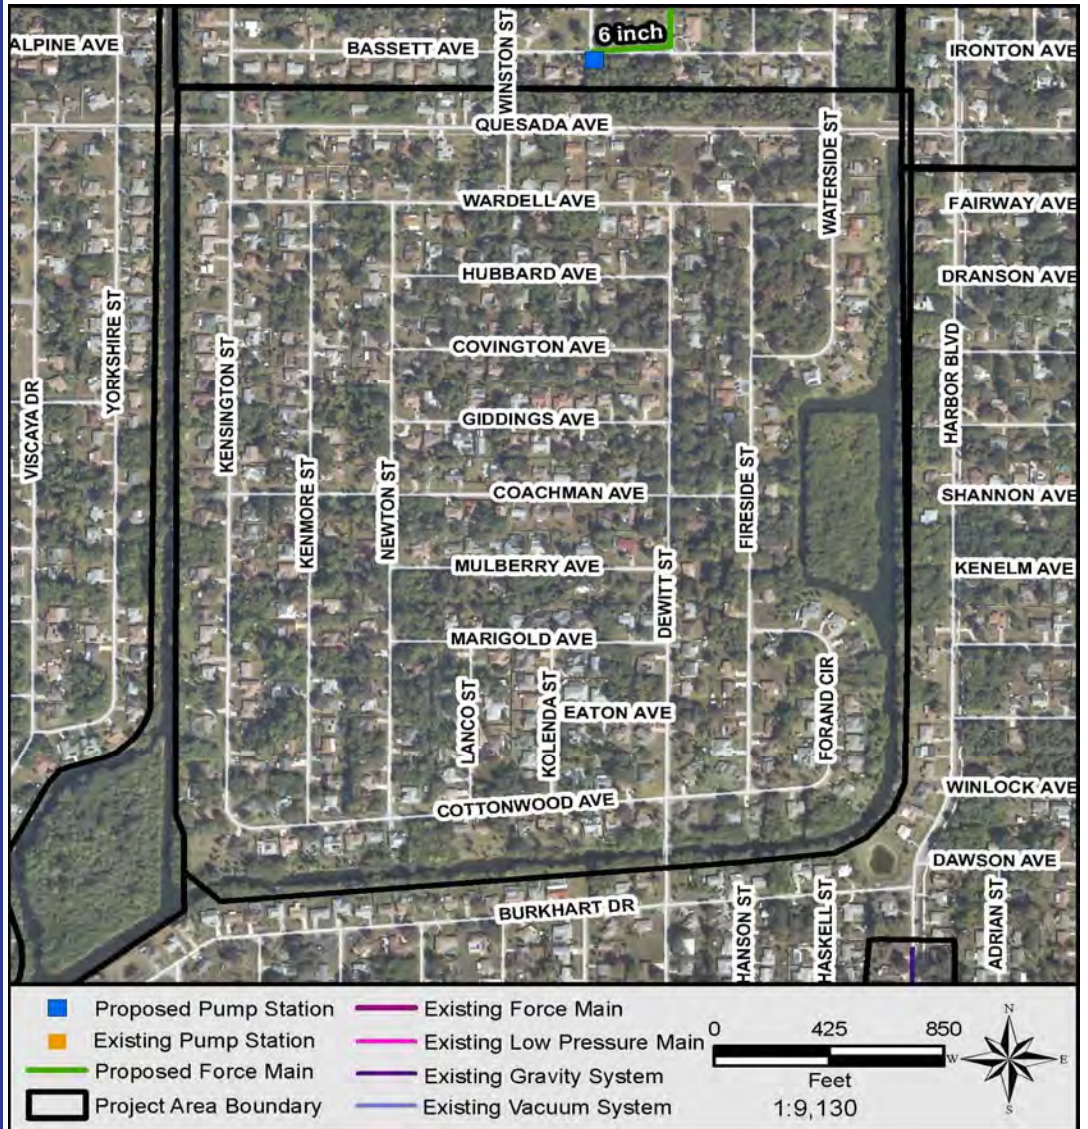 6 inch
ALPINE AVE
BASSETT AVE
WINSTON ST
IRONTON AVE
QUESADA AVE
WATERSIDE ST
WARDELL AVE
FAIRWAY AVE
HUBBARD AVE
DRANSON AVE
YORKSHIRE ST
COVINGTON AVE
VISCAYA DR
KENSINGTON ST
HARBOR BLVD
GIDDINGS AVE
KENMORE ST
NEWTON ST
COACHMAN AVE
FIRESIDE ST
SHANNON AVE
MULBERRY AVE
DEWITT ST
KENELM AVE
MARIGOLD AVE
LANCO ST
KOLENDA ST
EATON AVE
FORAND CIR
COTTONWOOD AVE
WINLOCK AVE
DAWSON AVE
BURKHART DR
HANSON ST
HASKELL ST
ADRIAN ST
Proposed Pump Station
Existing Pump Station
Proposed Force Main
Project Area Boundary
Existing Force Main
Existing Low Pressure Main
Existing Gravity System
Existing Vacuum System
0 425 850
Feet
1:9,130
N
W
E
S